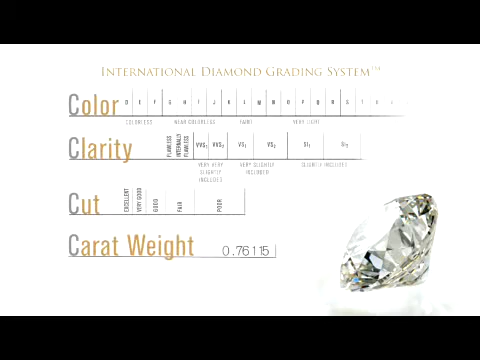 INTERNATIONAL DIAMOND GRADING SYSTEM™
Color D E F G H I J K L M N O P Q R S T
COLORLESS NEAR COLORLESS FAINT VERY LIGHT
Clarity FLAWLESS INTERNALLY FLAWLESS VVS1 VVS2 VS1 VS2 SI1 SI2
VERY VERY SLIGHTLY INCLUDED VERY SLIGHTLY INCLUDED SLIGHTLY INCLUDED
Cut EXCELLENT VERY GOOD GOOD FAIR POOR
Carat Weight 0.76115